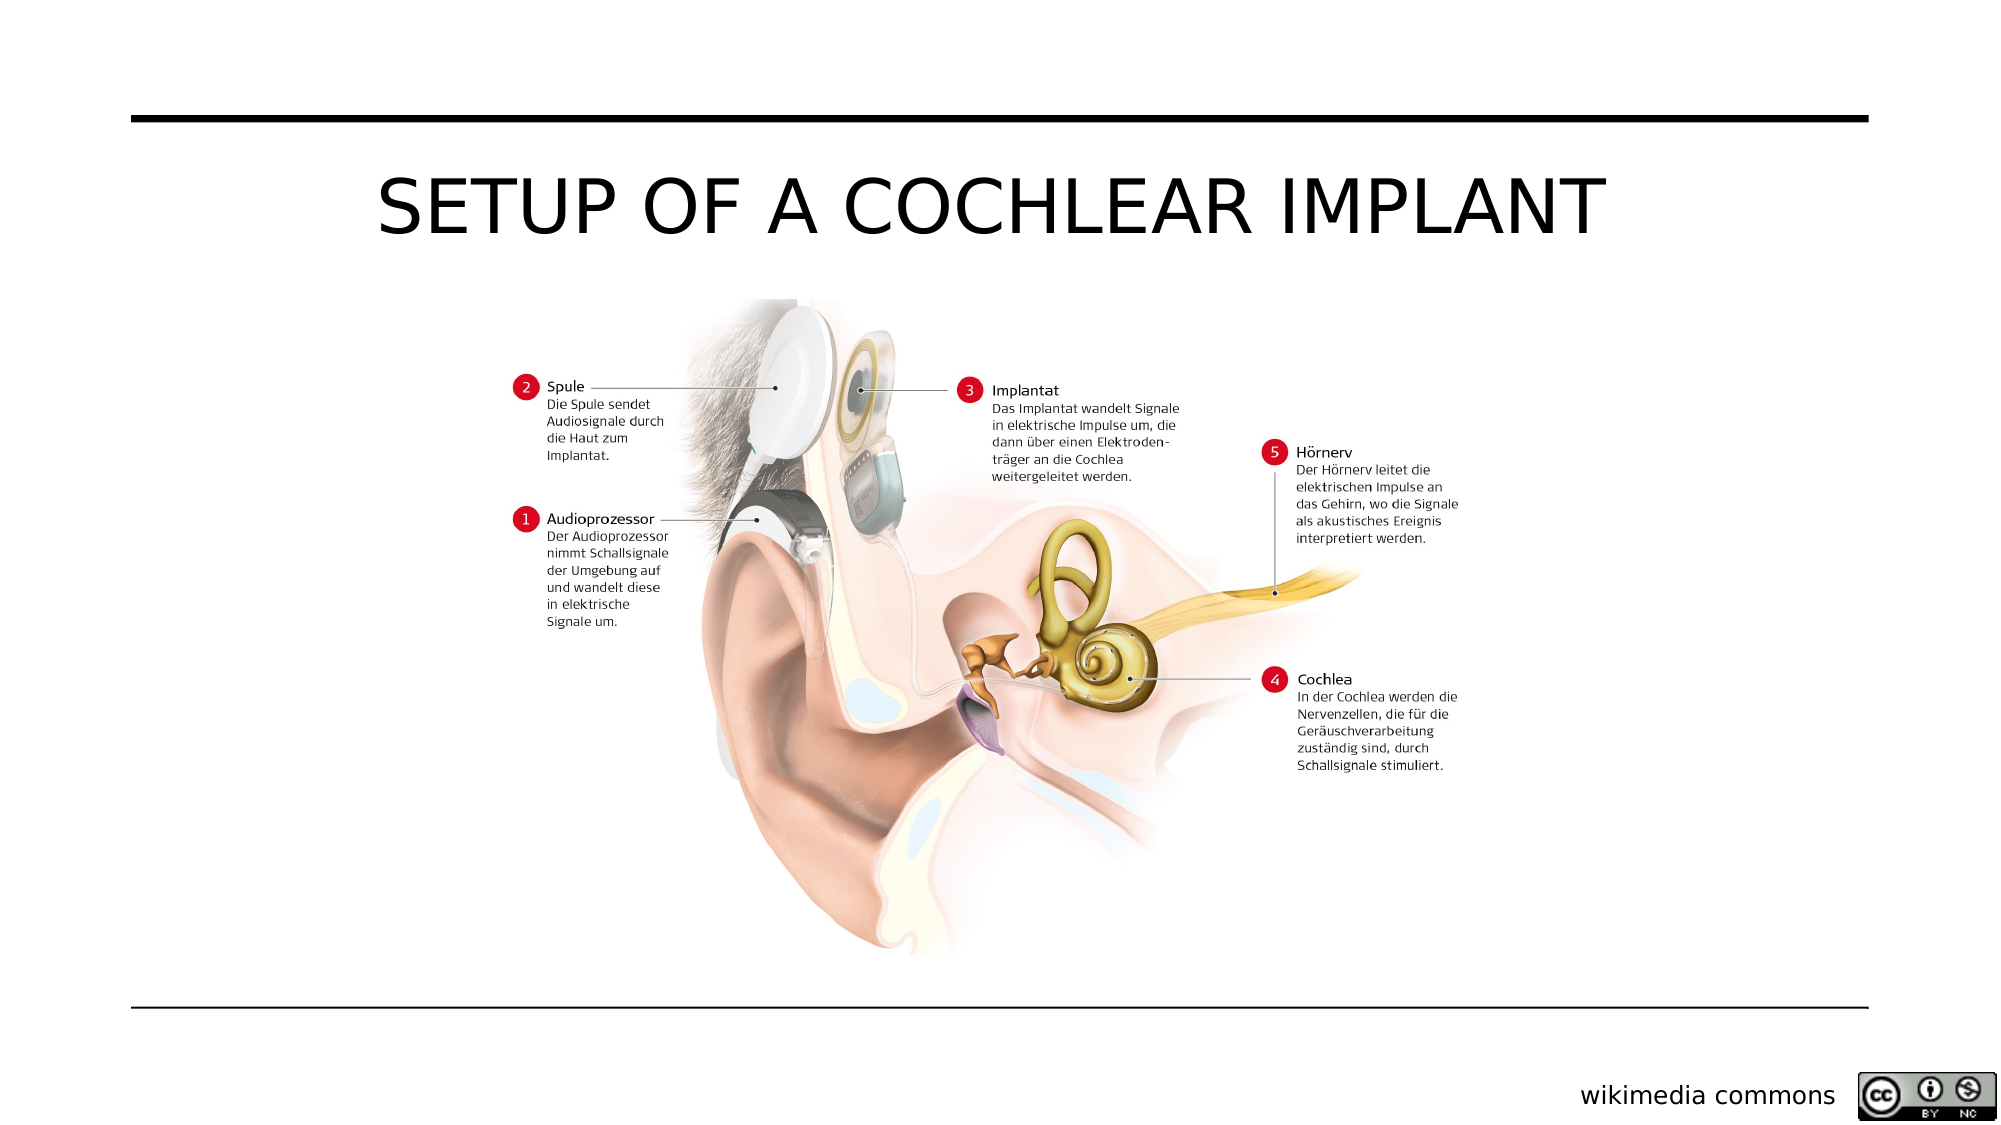 SETUP OF A COCHLEAR IMPLANT
2 Spule
Die Spule sendet
Audiosignale durch
die Haut zum
Implantat.
1 Audioprozessor
Der Audioprozessor
nimmt Schallsignale
der Umgebung auf
und wandelt diese
in elektrische
Signale um.
3 Implantat
Das Implantat wandelt Signale
in elektrische Impulse um, die
dann über einen Elektroden-
träger an die Cochlea
weitergeleitet werden.
5 Hörnerv
Der Hörnerv leitet die
elektrischen Impulse an
das Gehirn, wo die Signale
als akustisches Ereignis
interpretiert werden.
4 Cochlea
In der Cochlea werden die
Nervenzellen, die für die
Geräuschverarbeitung
zuständig sind, durch
Schallsignale stimuliert.
wikimedia commons
cc
BY NC